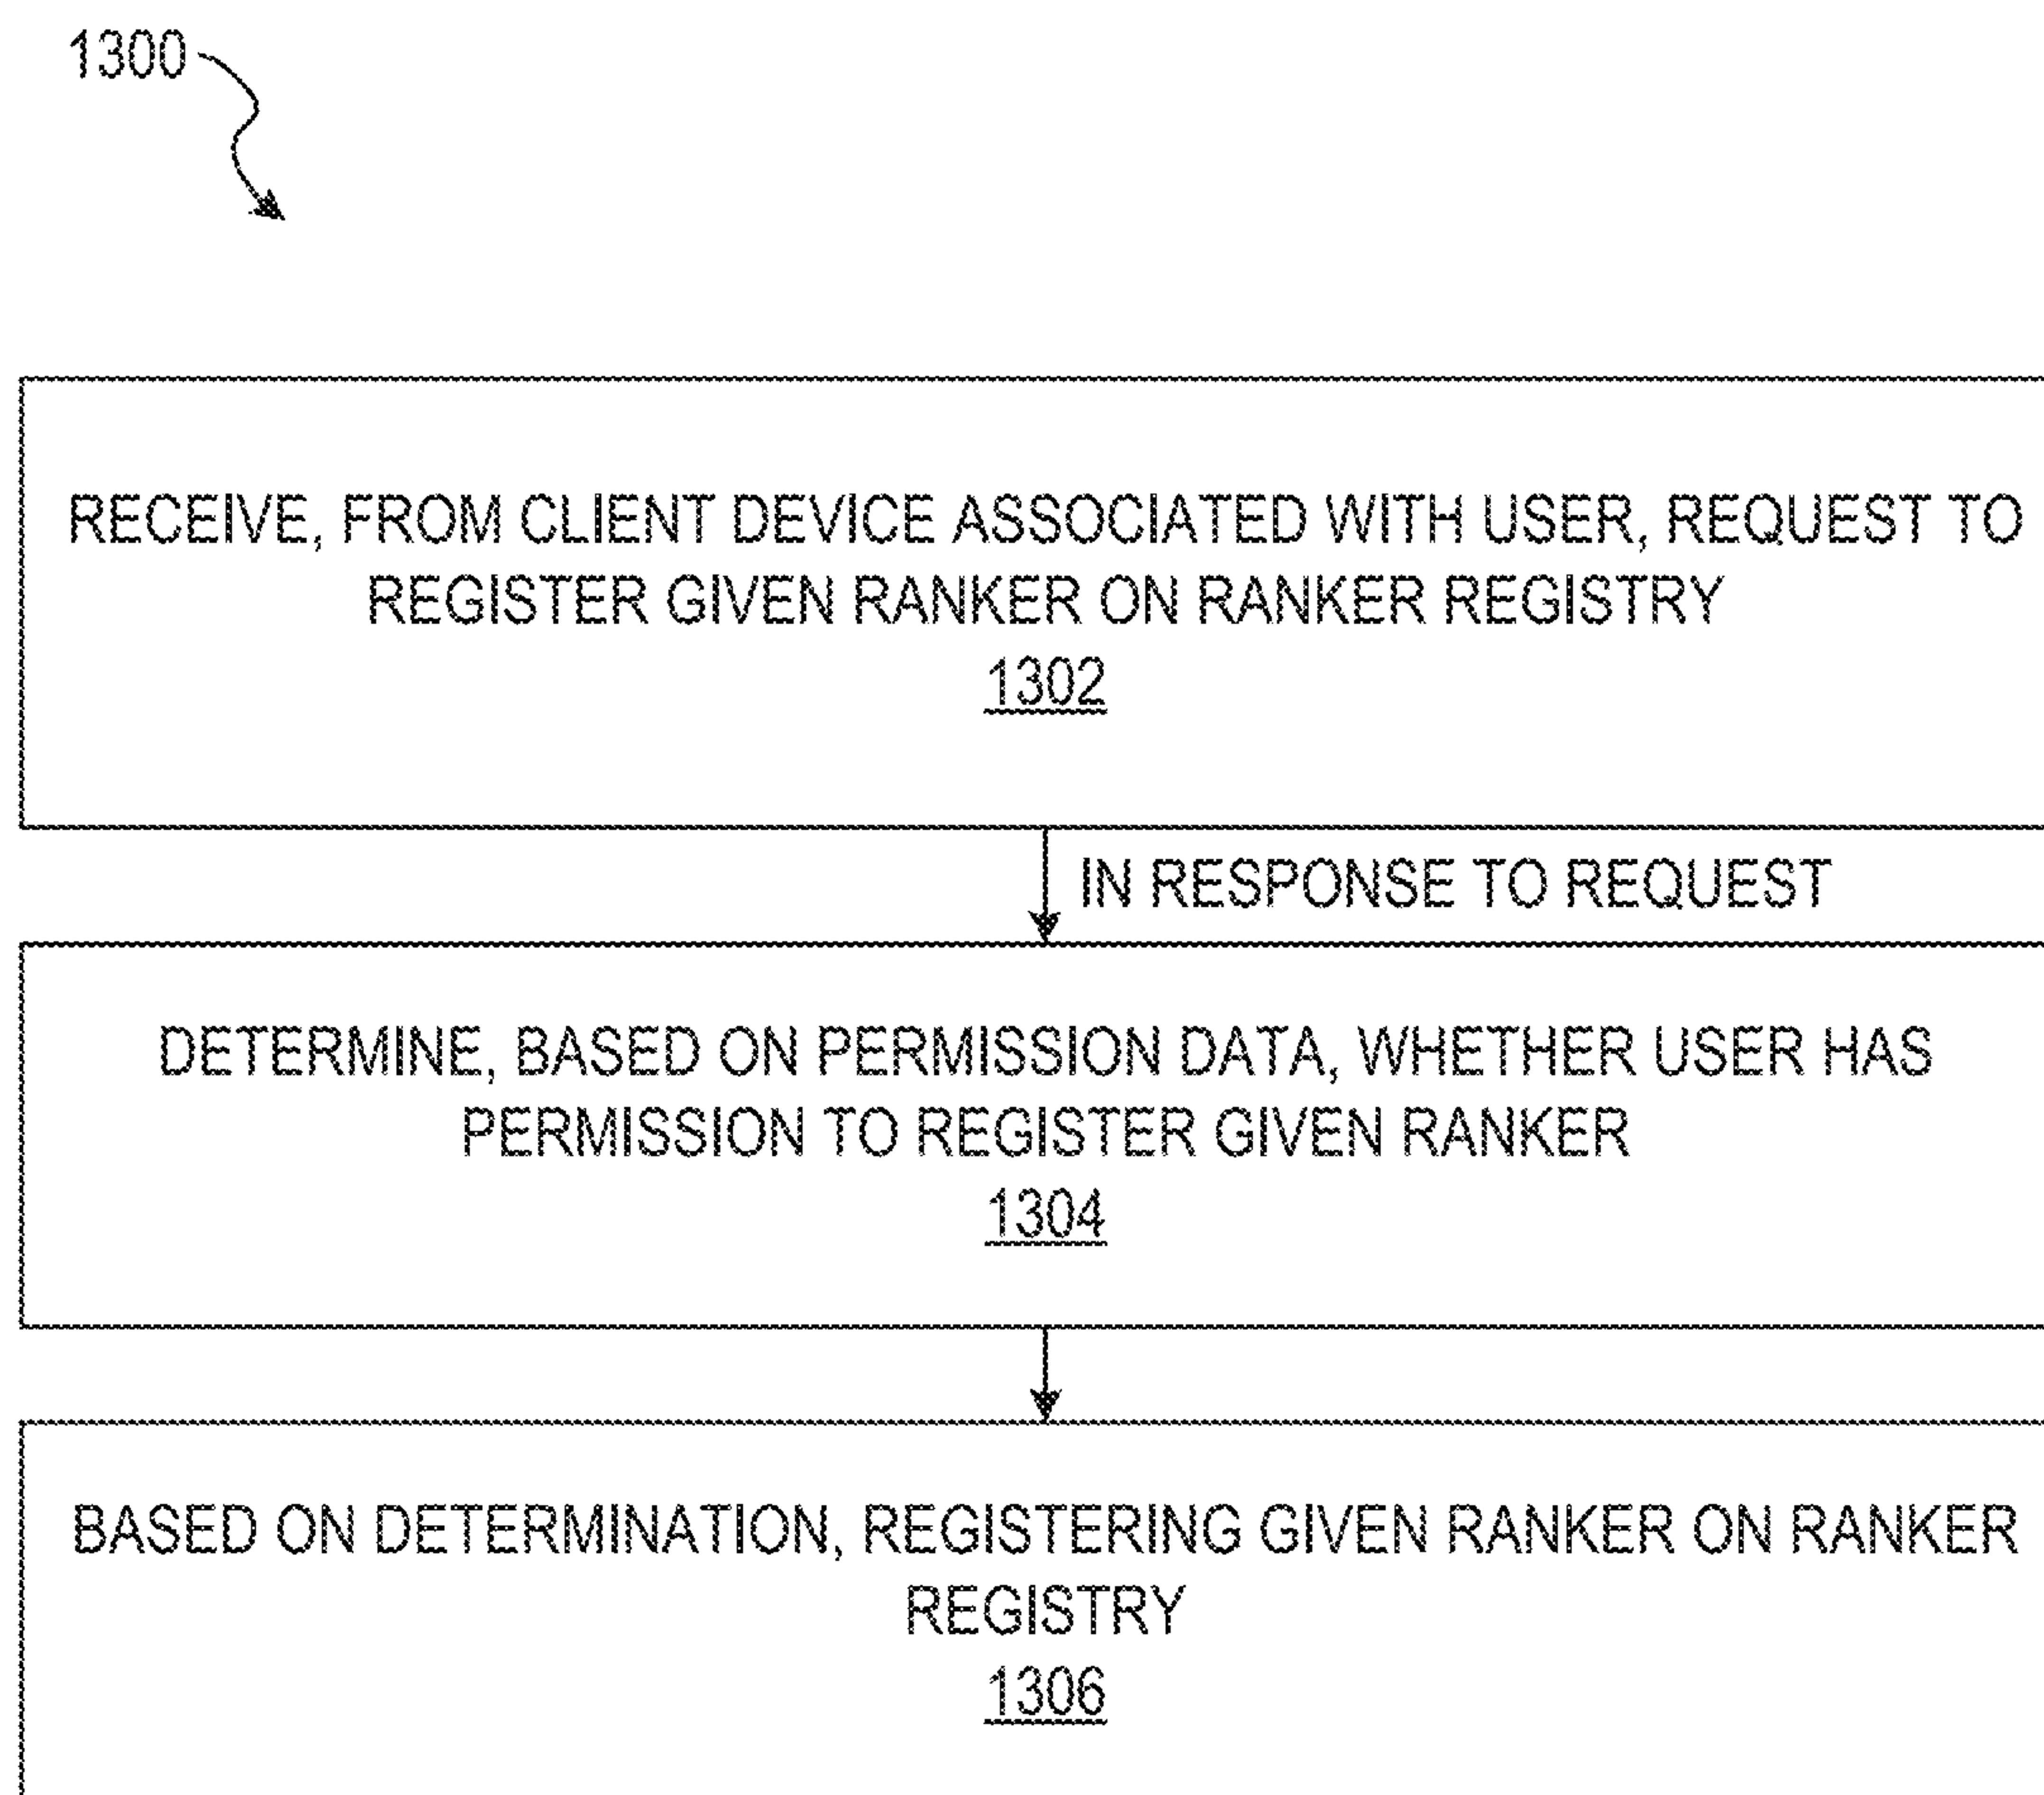 1300
RECEIVE, FROM CLIENT DEVICE ASSOCIATED WITH USER, REQUEST TO
REGISTER GIVEN RANKER ON RANKER REGISTRY
1302
IN RESPONSE TO REQUEST
DETERMINE, BASED ON PERMISSION DATA, WHETHER USER HAS
PERMISSION TO REGISTER GIVEN RANKER
1304
BASED ON DETERMINATION, REGISTERING GIVEN RANKER ON RANKER
REGISTRY
1306